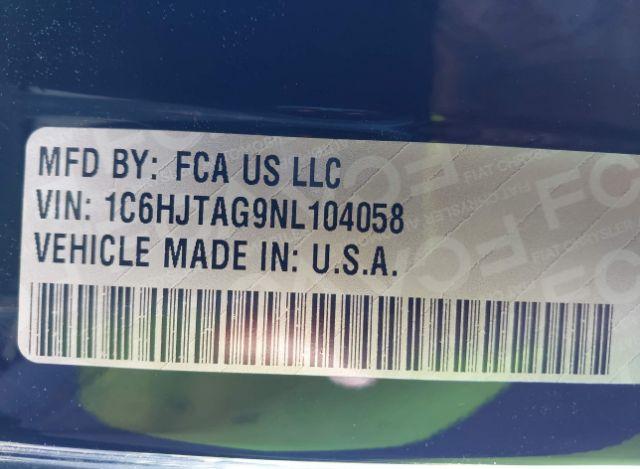 MFD BY: FCA US LLC
VIN: 1C6HJTAG9NL104058
VEHICLE MADE IN: U.S.A.